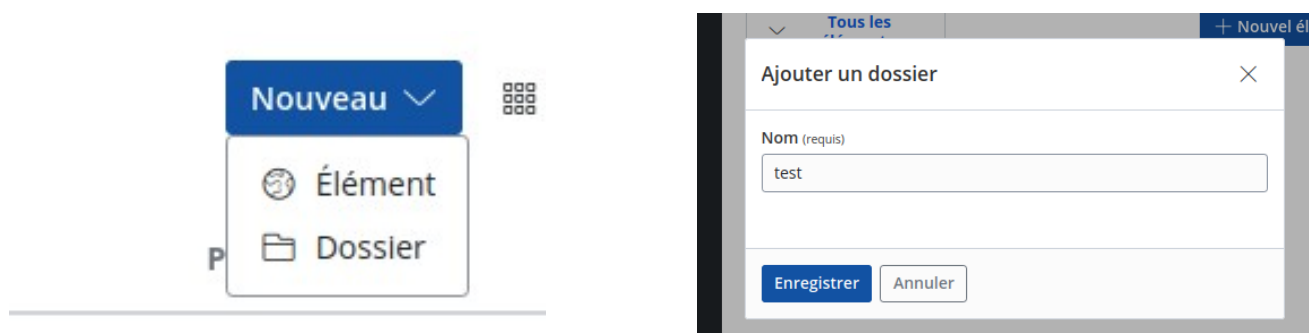 Nouveau
Élément
Dossier
P
Tous les
Nouvel él
Ajouter un dossier
Nom (requis)
test
Enregistrer
Annuler